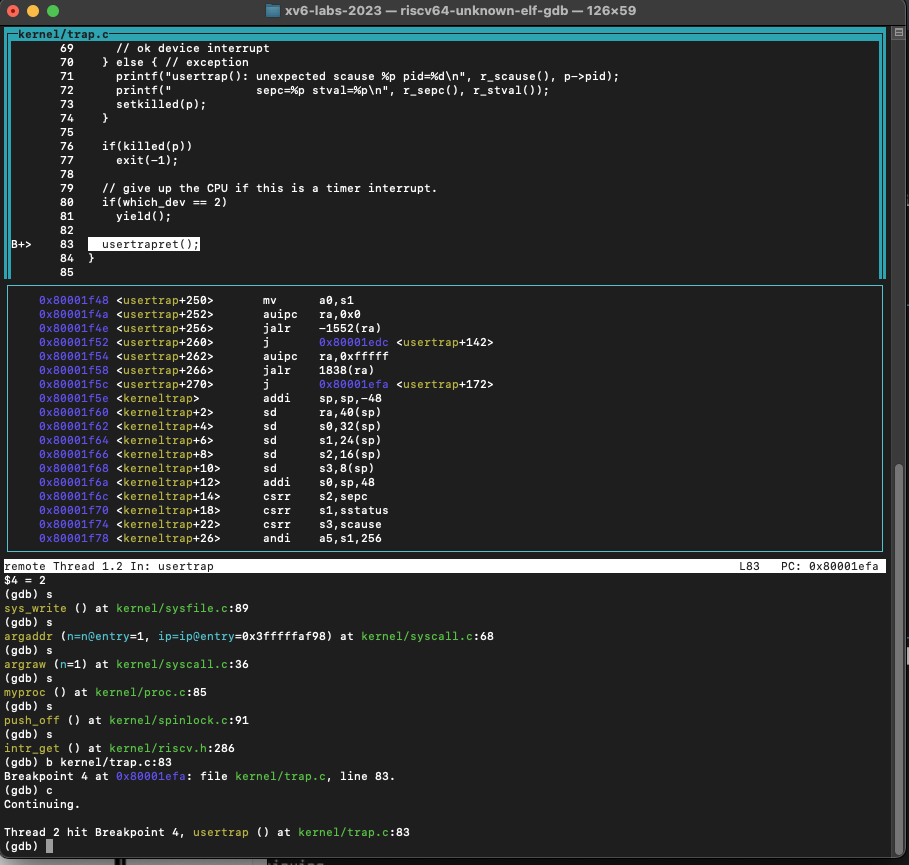 xv6-labs-2023 — riscv64-unknown-elf-gdb — 126×59
kernel/trap.c
69 // ok device interrupt
70 } else { // exception
71 printf("usertrap(): unexpected scause %p pid=%d\n", r_scause(), p->pid);
72 printf("            sepc=%p stval=%p\n", r_sepc(), r_stval());
73 setkilled(p);
74 }
75
76 if(killed(p))
77 exit(-1);
78
79 // give up the CPU if this is a timer interrupt.
80 if(which_dev == 2)
81 yield();
82
B+> 83 usertrapret();
84 }
85
0x80001f48 <usertrap+250> mv a0,s1
0x80001f4a <usertrap+252> auipc ra,0x0
0x80001f4e <usertrap+256> jalr -1552(ra)
0x80001f52 <usertrap+260> j 0x80001edc <usertrap+142>
0x80001f54 <usertrap+262> auipc ra,0xfffff
0x80001f58 <usertrap+266> jalr 1838(ra)
0x80001f5c <usertrap+270> j 0x80001efa <usertrap+172>
0x80001f5e <kerneltrap> addi sp,sp,-48
0x80001f60 <kerneltrap+2> sd ra,40(sp)
0x80001f62 <kerneltrap+4> sd s0,32(sp)
0x80001f64 <kerneltrap+6> sd s1,24(sp)
0x80001f66 <kerneltrap+8> sd s2,16(sp)
0x80001f68 <kerneltrap+10> sd s3,8(sp)
0x80001f6a <kerneltrap+12> addi s0,sp,48
0x80001f6c <kerneltrap+14> csrr s2,sepc
0x80001f70 <kerneltrap+18> csrr s1,sstatus
0x80001f74 <kerneltrap+22> csrr s3,scause
0x80001f78 <kerneltrap+26> andi a5,s1,256
remote Thread 1.2 In: usertrap L83 PC: 0x80001efa
$4 = 2
(gdb) s
sys_write () at kernel/sysfile.c:89
(gdb) s
argaddr (n=n@entry=1, ip=ip@entry=0x3fffffaf98) at kernel/syscall.c:68
(gdb) s
argraw (n=1) at kernel/syscall.c:36
(gdb) s
myproc () at kernel/proc.c:85
(gdb) s
push_off () at kernel/spinlock.c:91
(gdb) s
intr_get () at kernel/riscv.h:286
(gdb) b kernel/trap.c:83
Breakpoint 4 at 0x80001efa: file kernel/trap.c, line 83.
(gdb) c
Continuing.
Thread 2 hit Breakpoint 4, usertrap () at kernel/trap.c:83
(gdb)